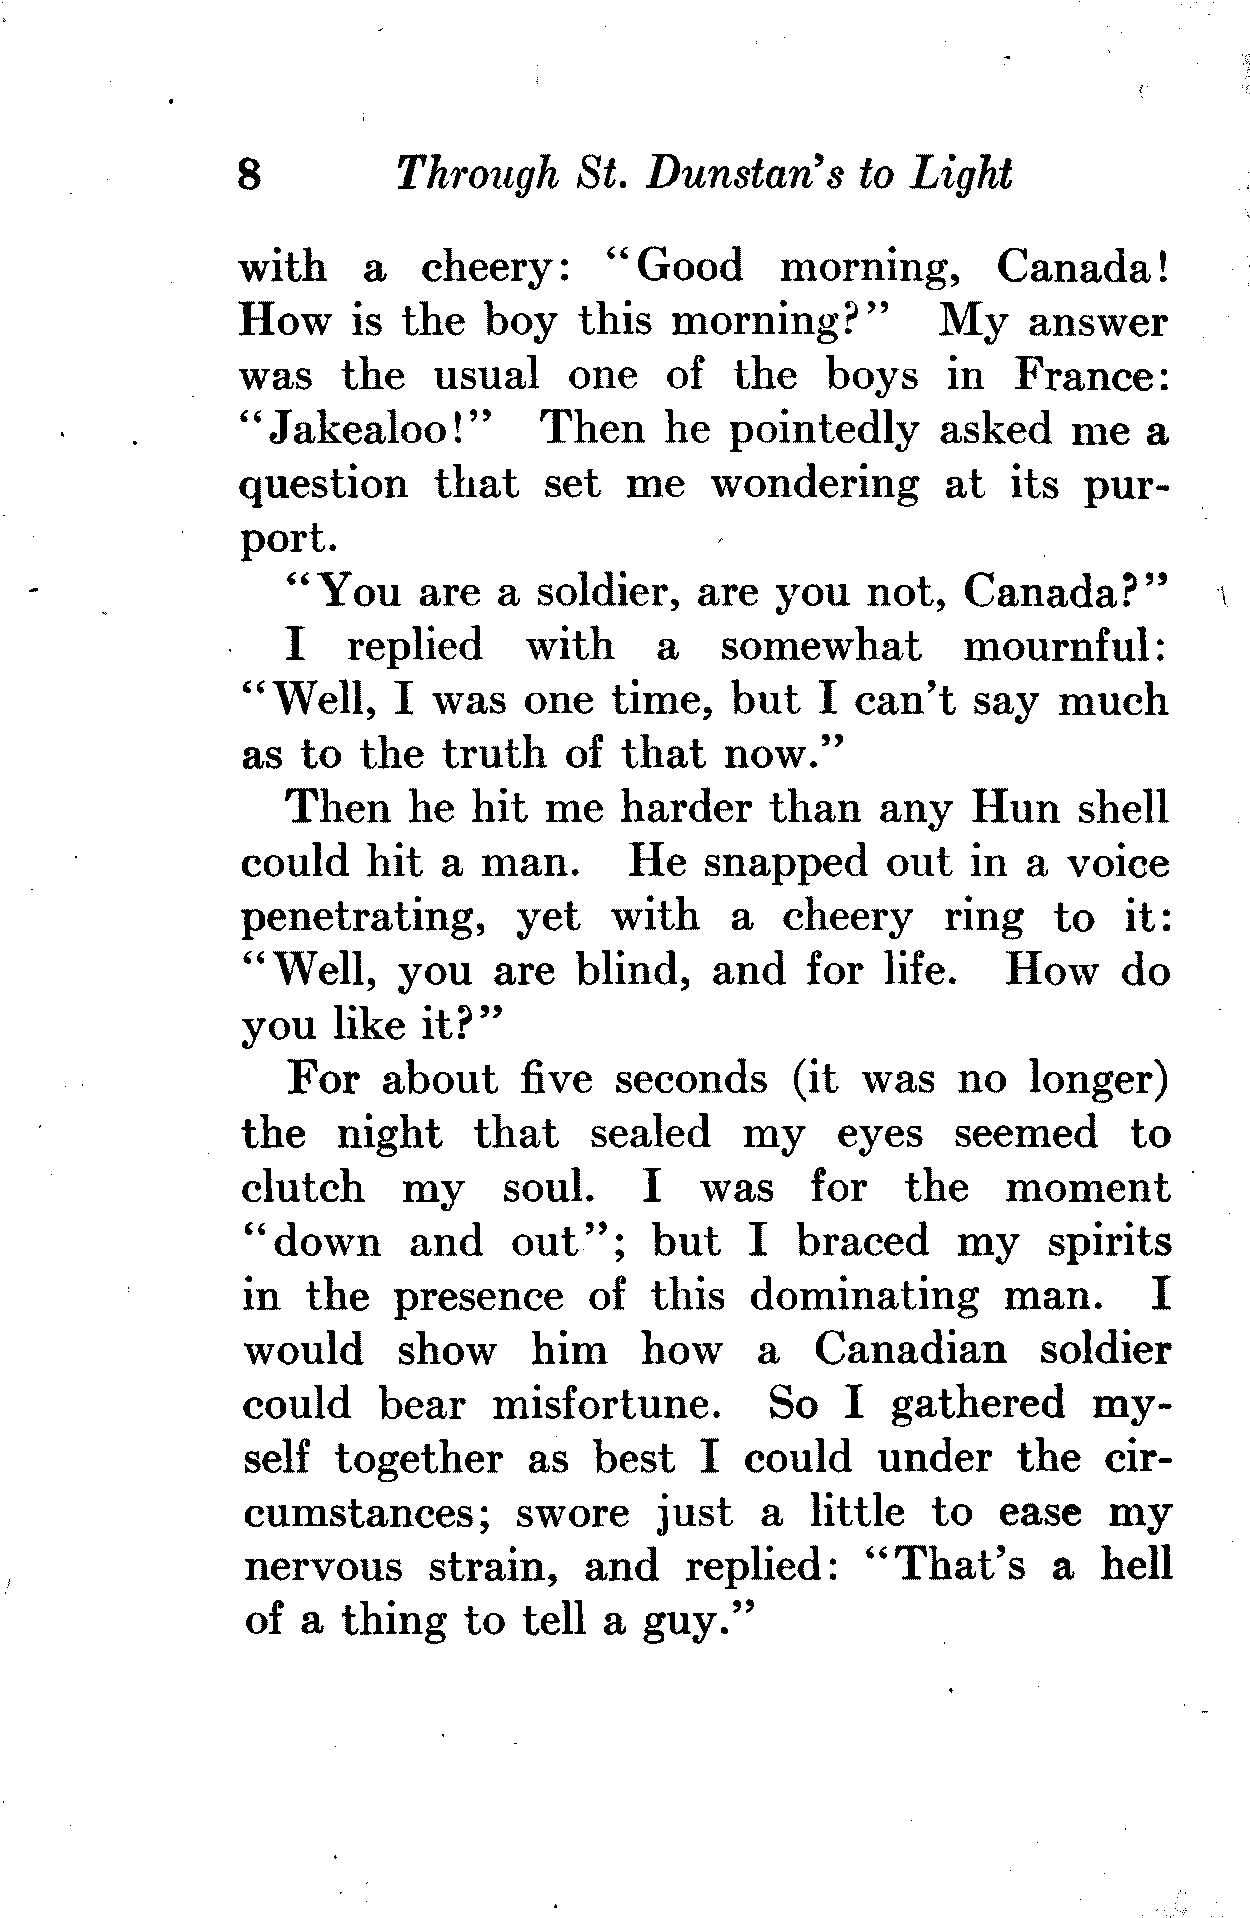 8 Through St. Dunstan's to Light
with a cheery: "Good morning, Canada!
How is the boy this morning?" My answer
was the usual one of the boys in France:
"Jakealoo!" Then he pointedly asked me a
question that set me wondering at its pur-
port.
"You are a soldier, are you not, Canada?"
I replied with a somewhat mournful:
"Well, I was one time, but I can't say much
as to the truth of that now."
Then he hit me harder than any Hun shell
could hit a man. He snapped out in a voice
penetrating, yet with a cheery ring to it:
"Well, you are blind, and for life. How do
you like it?"
For about five seconds (it was no longer)
the night that sealed my eyes seemed to
clutch my soul. I was for the moment
"down and out"; but I braced my spirits
in the presence of this dominating man. I
would show him how a Canadian soldier
could bear misfortune. So I gathered my-
self together as best I could under the cir-
cumstances; swore just a little to ease my
nervous strain, and replied: "That's a hell
of a thing to tell a guy."